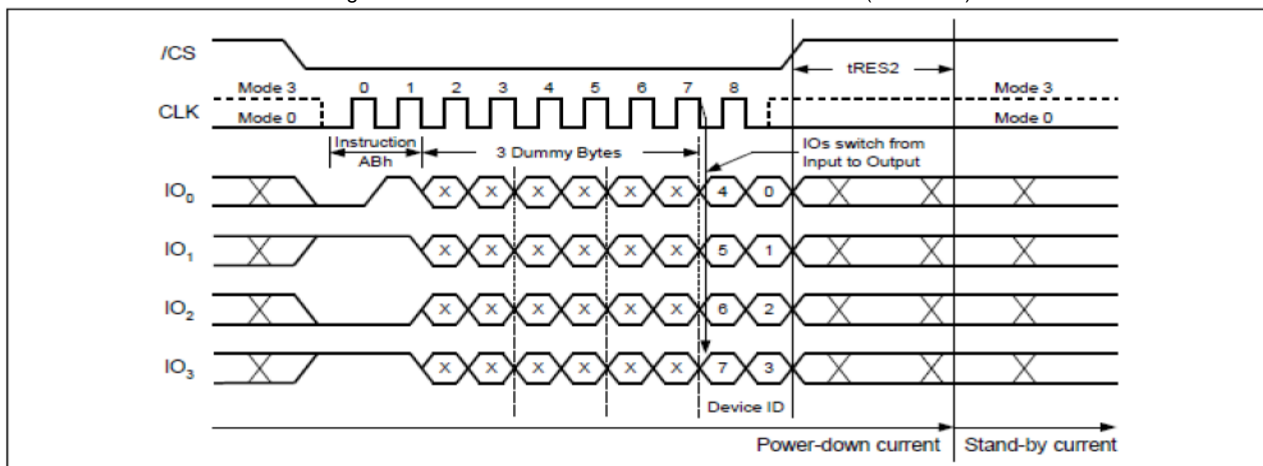 /CS
tRES2
Mode 3 0 1 2 3 4 5 6 7 8 Mode 3
CLK
Mode 0 Mode 0
Instruction ABh
3 Dummy Bytes
IOs switch from
Input to Output
IO0 X X X X X X X 4 0 X X X
IO1 X X X X X X X 5 1 X X X
IO2 X X X X X X X 6 2 X X X
IO3 X X X X X X X 7 3 X X X
Device ID
Power-down current Stand-by current